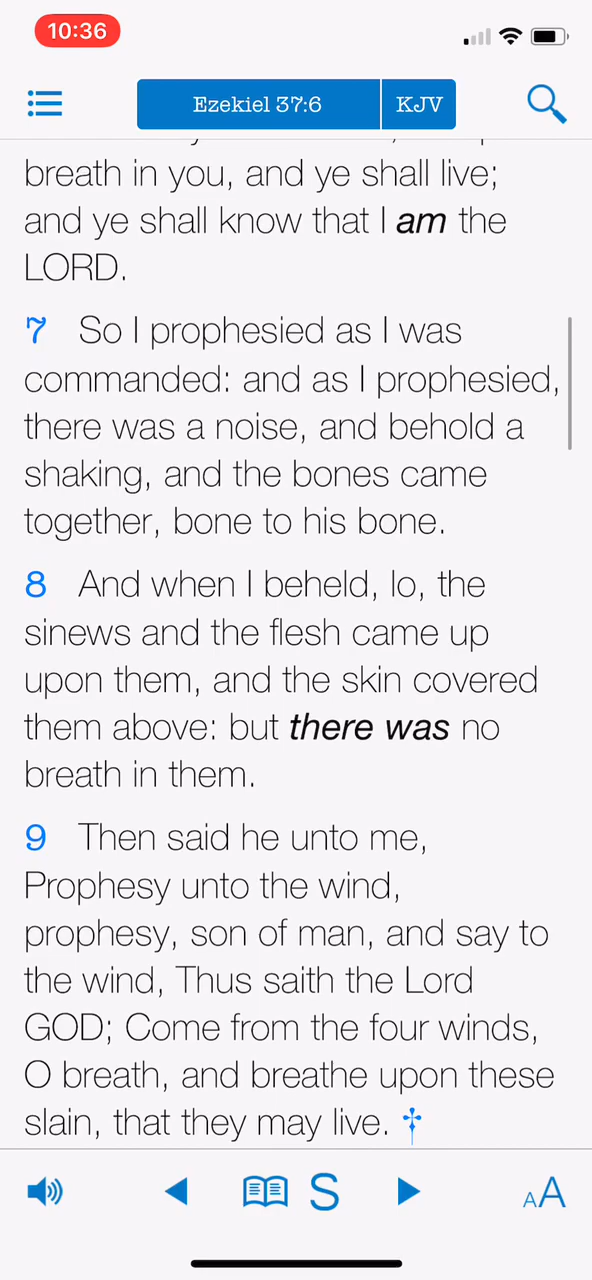 10:36
Ezekiel 37:6 KJV
breath in you, and ye shall live;
and ye shall know that I am the
LORD.
7 So I prophesied as I was
commanded: and as I prophesied,
there was a noise, and behold a
shaking, and the bones came
together, bone to his bone.
8 And when I beheld, lo, the
sinews and the flesh came up
upon them, and the skin covered
them above: but there was no
breath in them.
9 Then said he unto me,
Prophesy unto the wind,
prophesy, son of man, and say to
the wind, Thus saith the Lord
GOD; Come from the four winds,
O breath, and breathe upon these
slain, that they may live. †
S AA